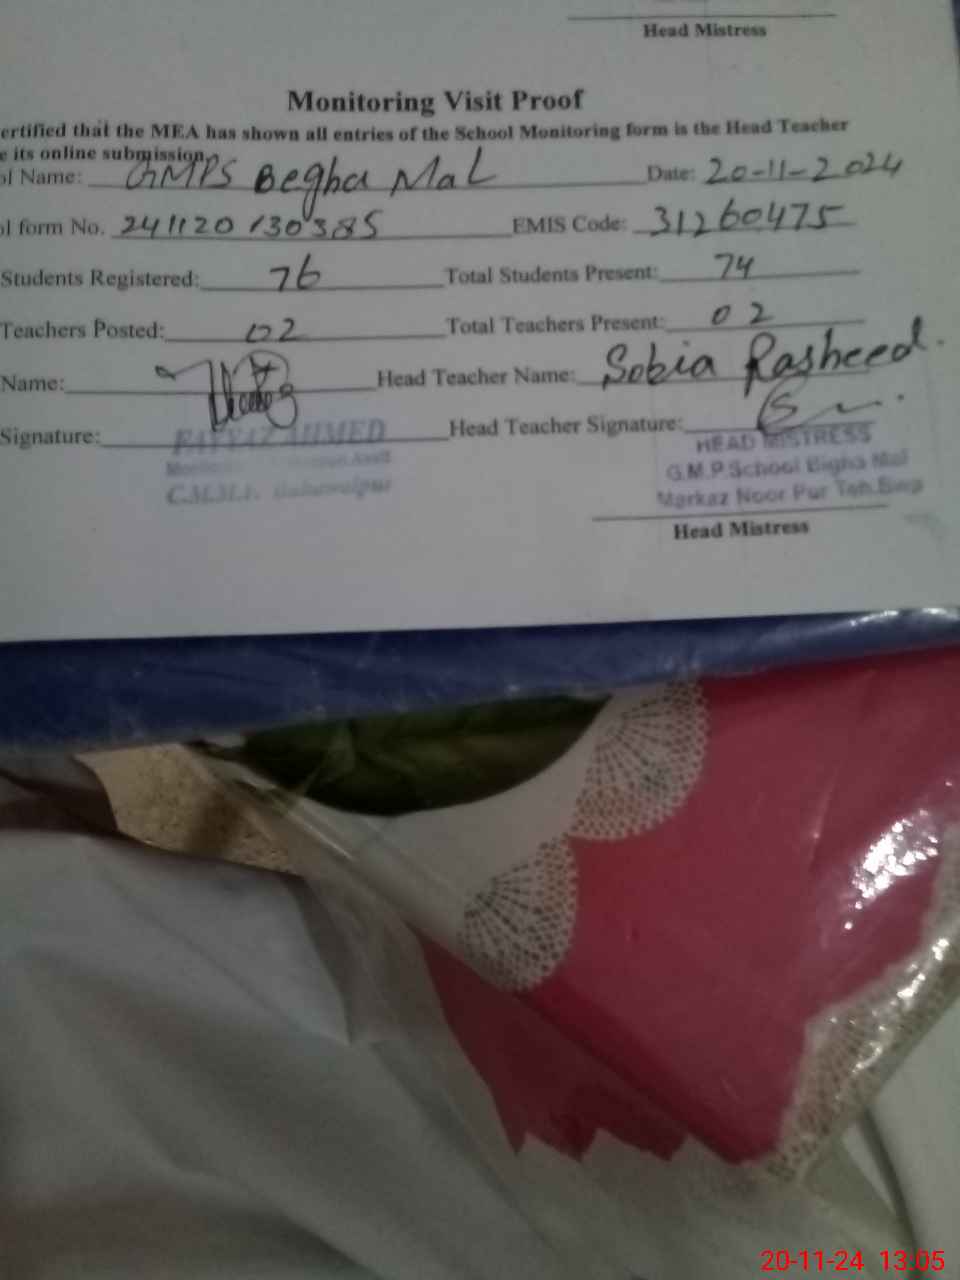 Head Mistress
Monitoring Visit Proof
ertified that the MEA has shown all entries of the School Monitoring form is the Head Teacher
e its online submission.
ol Name: GMPS Begha Mal Date: 20-11-2024
ol form No. 241120130385 EMIS Code: 31260475
Students Registered: 76 Total Students Present: 74
Teachers Posted: 02 Total Teachers Present: 02
Name: Head Teacher Name: Sobia Rasheed.
Signature: Head Teacher Signature:
FAYYAZ AHMED
C.M.M.F. Bahawalpur
HEAD MISTRESS
G.M.P.School Bigha Mal
Markaz Noor Pur Teh.Bwp
Head Mistress
20-11-24 13:05